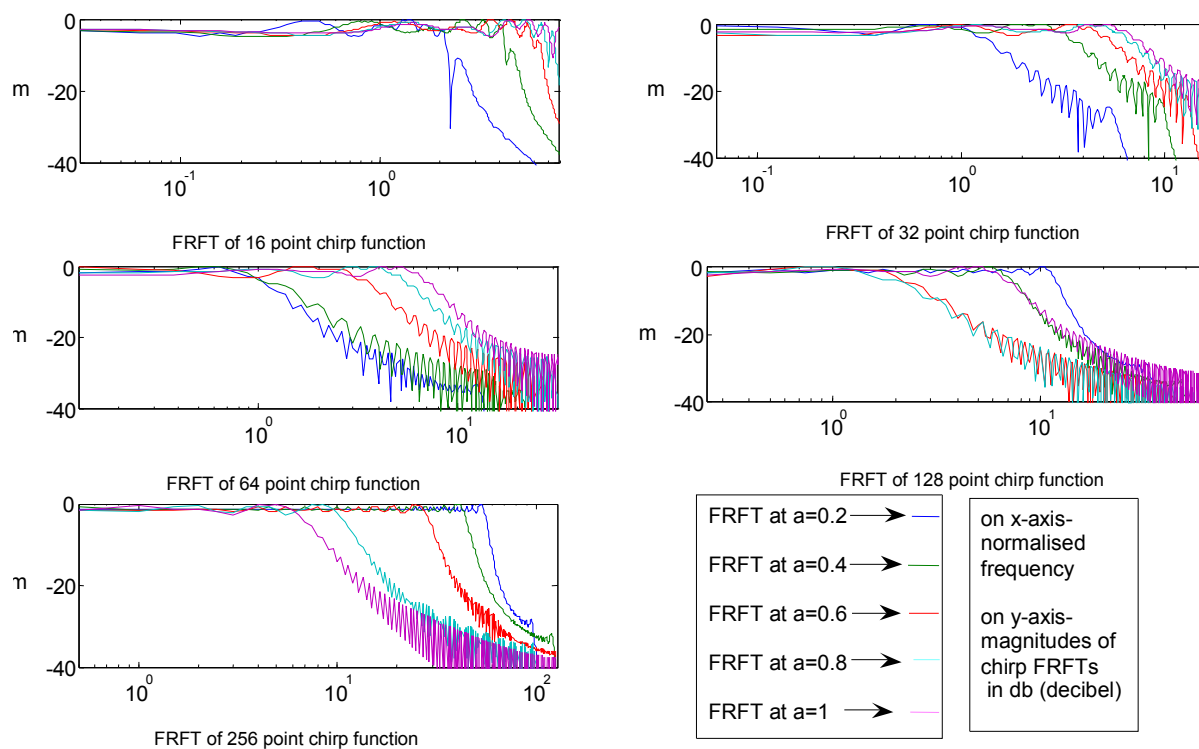 0
-20
-40
m
10^-1
10^0
FRFT of 16 point chirp function
0
-20
-40
m
10^-1
10^0
10^1
FRFT of 32 point chirp function
0
-20
-40
m
10^0
10^1
FRFT of 64 point chirp function
0
-20
-40
m
10^0
10^1
FRFT of 128 point chirp function
0
-20
-40
m
10^0
10^1
10^2
FRFT of 256 point chirp function
FRFT at a=0.2
FRFT at a=0.4
FRFT at a=0.6
FRFT at a=0.8
FRFT at a=1
on x-axis-
normalised
frequency
on y-axis-
magnitudes of
chirp FRFTs
in db (decibel)